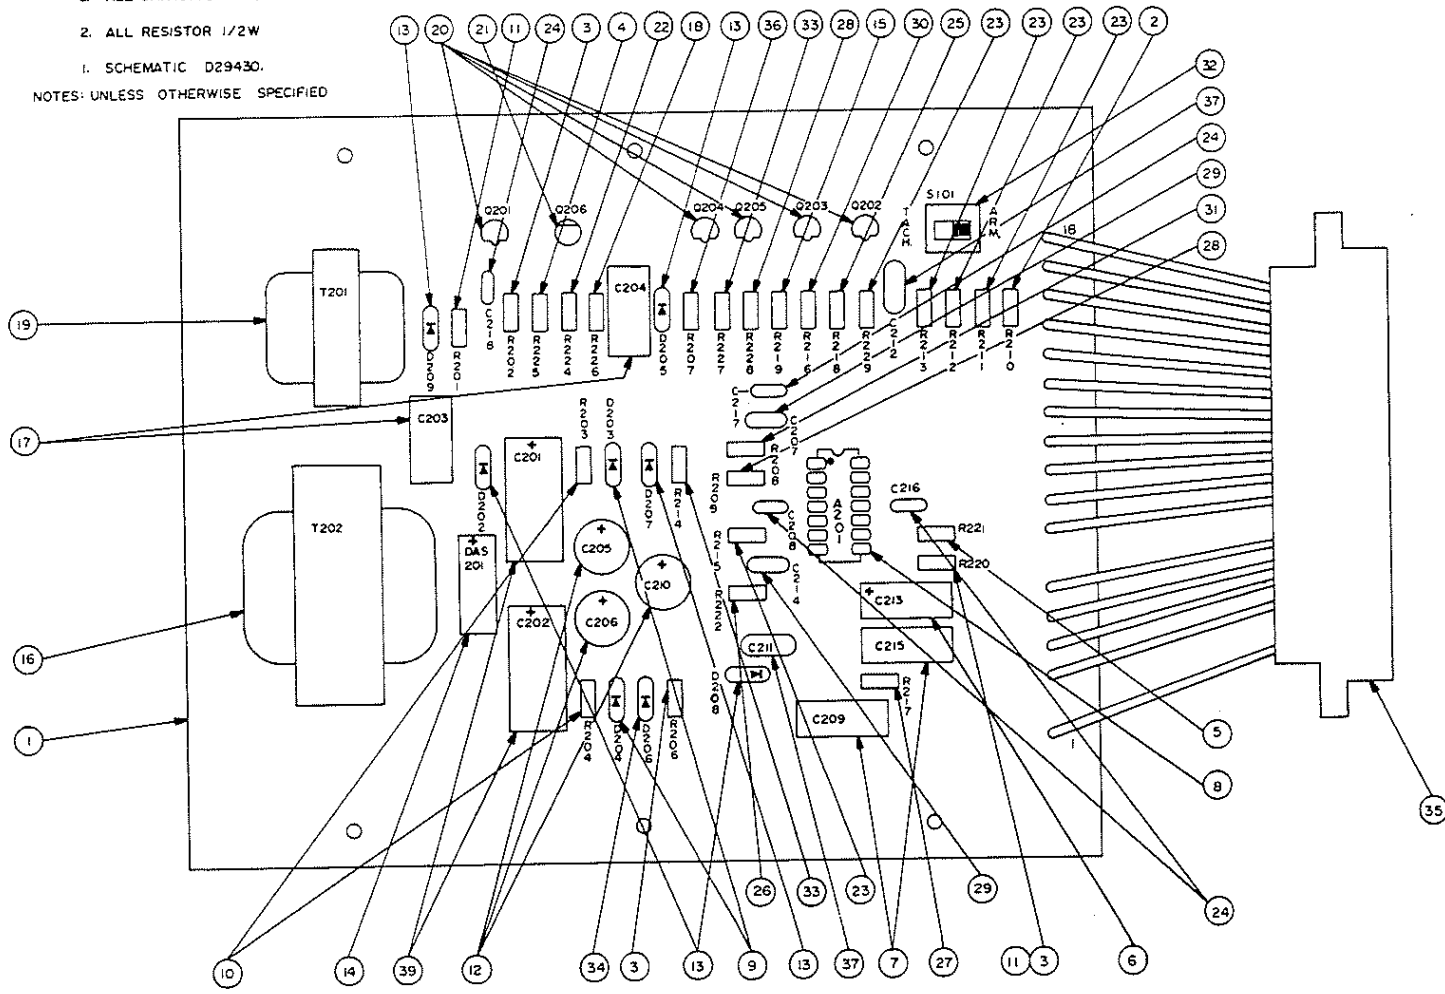 2. ALL RESISTOR 1/2W
1. SCHEMATIC D29430.
NOTES: UNLESS OTHERWISE SPECIFIED
13 20 21 11 24 3 4 22 18 13 36 33 28 15 30 25 23 23 23 23 2
32
37
24
29
31
28
S101
TACH.
ARM.
18
1
Q201 Q206 Q204 Q205 Q203 Q202
T201
C204
19
D209 R201 C218 R202 R225 R224 R226 D205 R207 R227 R228 R219 R216 R218 R229 C212 R213 R212 R211 R210
17
C203
C217
C207
R203 D203
+
C201
R208
R209
D202
D207 R214
A201
C216
C208
R221
R220
T202
+
DAS
201
+
C205
R215
+
C210
C214
R222
+
C213
+
C202
+
C206
C211
C215
16
D208
R217
C209
1
R204 D204 D206 R206
5
8
35
26 33 23 29 24
10 14 39 12 34 3 13 9 13 37 7 27 11 3 6